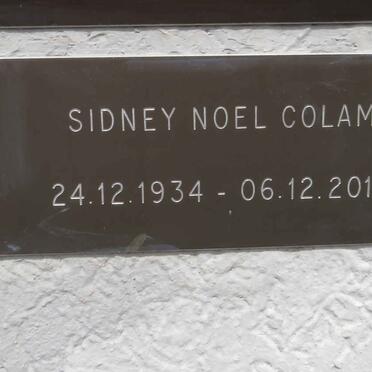 SIDNEY NOEL COLAM
24.12.1934 - 06.12.201